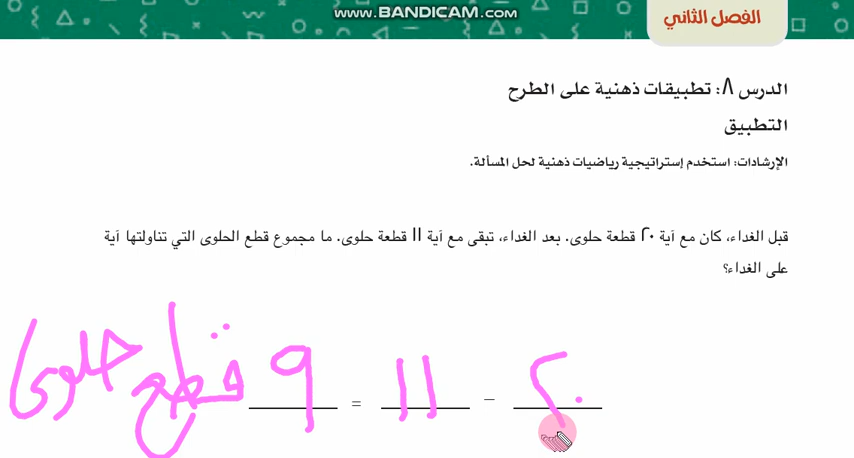 www.BANDICAM.com
الفصل الثاني
الدرس ٨: تطبيقات ذهنية على الطرح
التطبيق
الإرشادات: استخدم إستراتيجية رياضيات ذهنية لحل المسألة.
قبل الغداء، كان مع آية ٢٠ قطعة حلوى. بعد الغداء، تبقى مع آية ١١ قطعة حلوى. ما مجموع قطع الحلوى التي تناولتها آية
على الغداء؟
٢٠ − ١١ = ٩ قطع حلوى